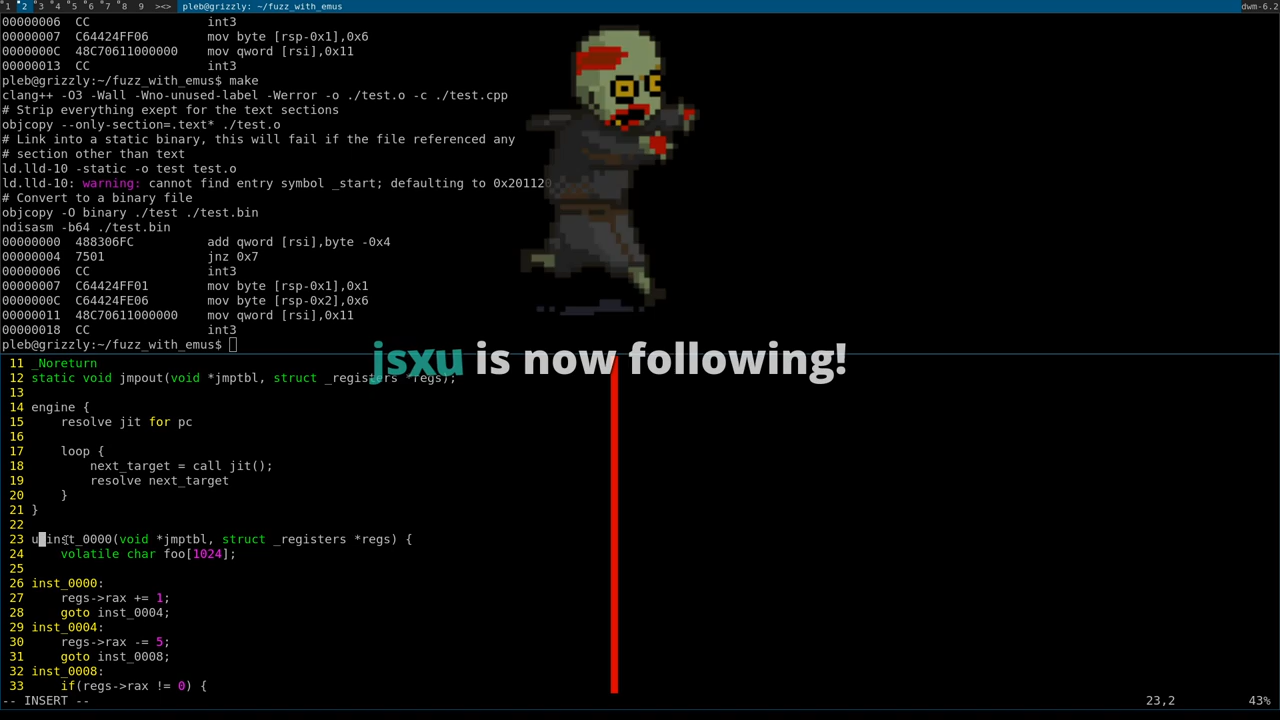 1 2 3 4 5 6 7 8 9 ><> pleb@grizzly: ~/fuzz_with_emus dwm-6.2
00000006 CC int3
00000007 C64424FF06 mov byte [rsp-0x1],0x6
0000000C 48C70611000000 mov qword [rsi],0x11
00000013 CC int3
pleb@grizzly:~/fuzz_with_emus$ make
clang++ -O3 -Wall -Wno-unused-label -Werror -o ./test.o -c ./test.cpp
# Strip everything exept for the text sections
objcopy --only-section=.text* ./test.o
# Link into a static binary, this will fail if the file referenced any
# section other than text
ld.lld-10 -static -o test test.o
ld.lld-10: warning: cannot find entry symbol _start; defaulting to 0x201120
# Convert to a binary file
objcopy -O binary ./test ./test.bin
ndisasm -b64 ./test.bin
00000000 488306FC add qword [rsi],byte -0x4
00000004 7501 jnz 0x7
00000006 CC int3
00000007 C64424FF01 mov byte [rsp-0x1],0x1
0000000C C64424FE06 mov byte [rsp-0x2],0x6
00000011 48C70611000000 mov qword [rsi],0x11
00000018 CC int3
pleb@grizzly:~/fuzz_with_emus$
jsxu is now following!
11 _Noreturn
12 static void jmpout(void *jmptbl, struct _registers *regs);
13
14 engine {
15 resolve jit for pc
16
17 loop {
18 next_target = call jit();
19 resolve next_target
20 }
21 }
22
23 u inst_0000(void *jmptbl, struct _registers *regs) {
24 volatile char foo[1024];
25
26 inst_0000:
27 regs->rax += 1;
28 goto inst_0004;
29 inst_0004:
30 regs->rax -= 5;
31 goto inst_0008;
32 inst_0008:
33 if(regs->rax != 0) {
-- INSERT -- 23,2 43%